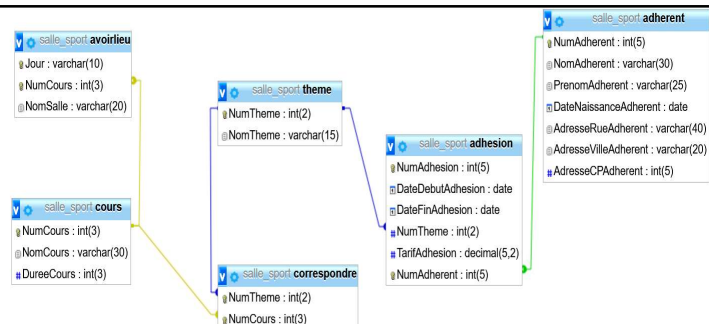 salle_sport avoirlieu
Jour : varchar(10)
NumCours : int(3)
NomSalle : varchar(20)
salle_sport cours
NumCours : int(3)
NomCours : varchar(30)
DureeCours : int(3)
salle_sport theme
NumTheme : int(2)
NomTheme : varchar(15)
salle_sport correspondre
NumTheme : int(2)
NumCours : int(3)
salle_sport adhesion
NumAdhesion : int(5)
DateDebutAdhesion : date
DateFinAdhesion : date
NumTheme : int(2)
TarifAdhesion : decimal(5,2)
NumAdherent : int(5)
salle_sport adherent
NumAdherent : int(5)
NomAdherent : varchar(30)
PrenomAdherent : varchar(25)
DateNaissanceAdherent : date
AdresseRueAdherent : varchar(40)
AdresseVilleAdherent : varchar(20)
AdresseCPAdherent : int(5)